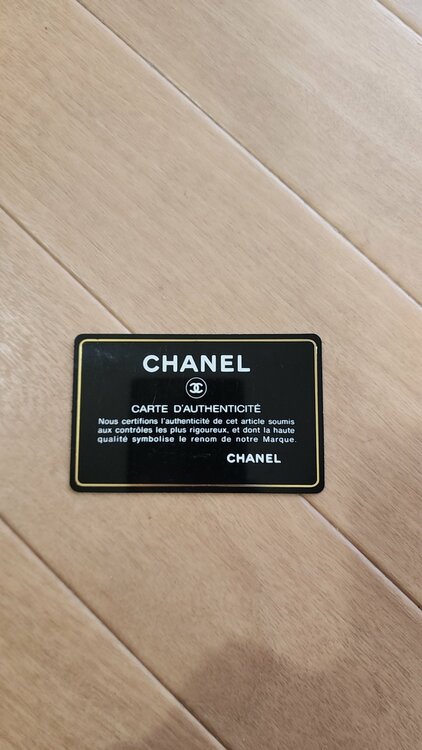 CHANEL
CARTE D'AUTHENTICITÉ
Nous certifions l'authenticité de cet article soumis
aux contrôles les plus rigoureux, et dont la haute
qualité symbolise le renom de notre Marque.
CHANEL